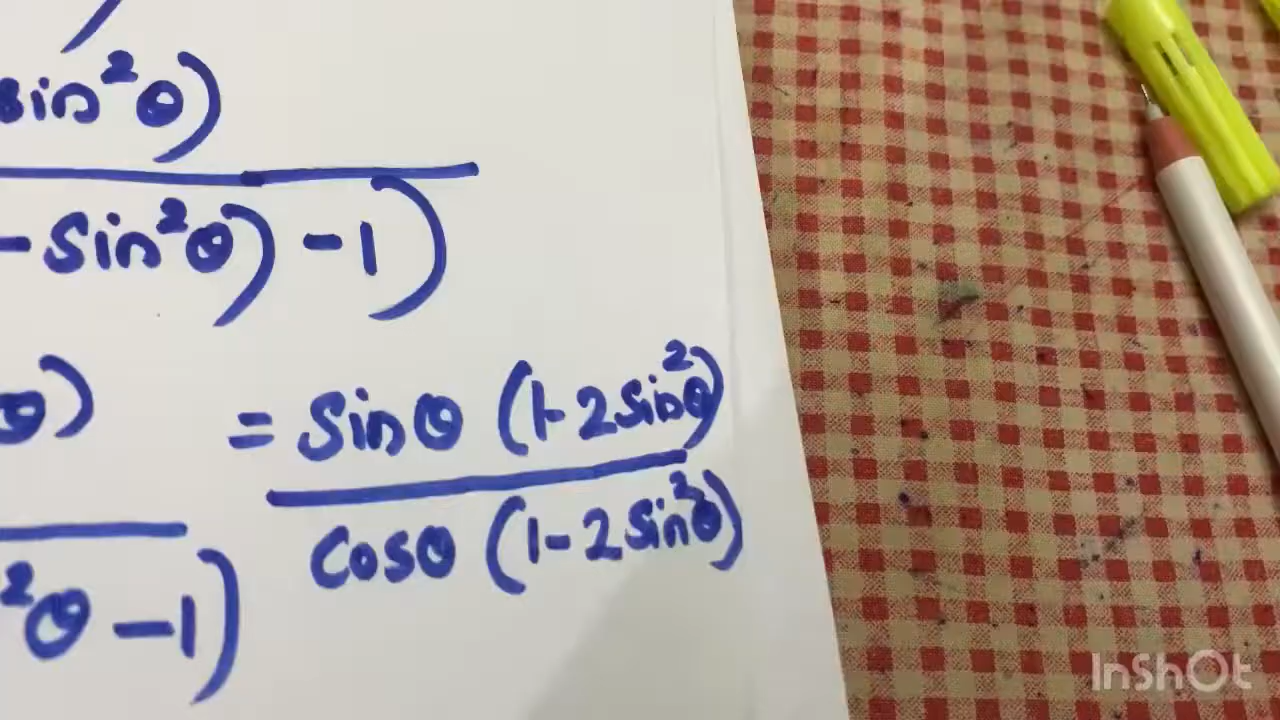 sin²θ)
- sin²θ) - 1)
θ)
= sinθ (1-2sin²θ)
cosθ (1-2sin²θ)
²θ - 1)
InShOt